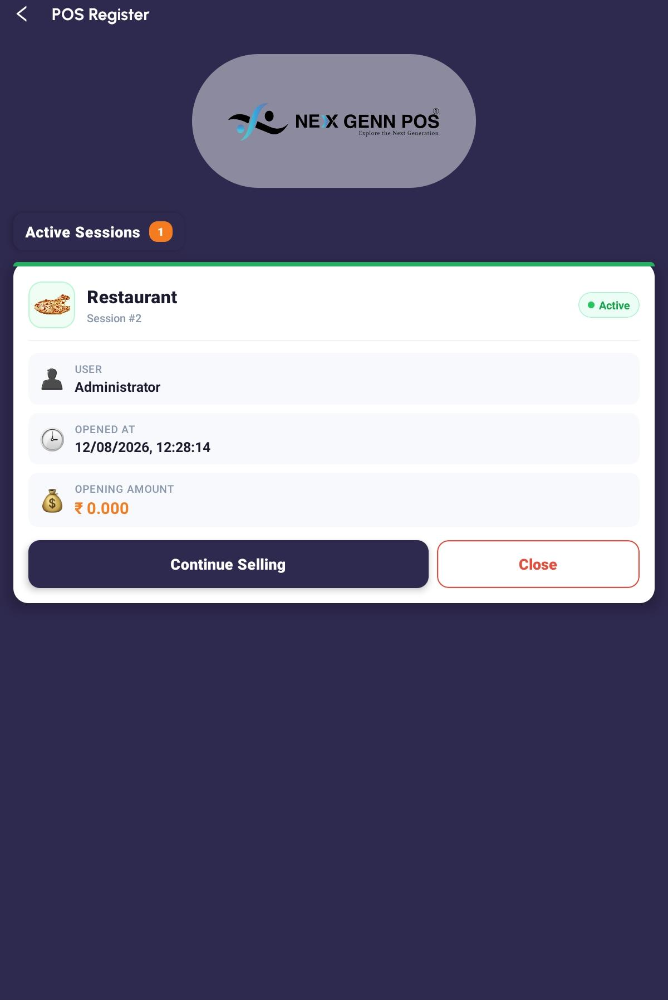 POS Register
NEXX GENN POS®
Explore the Next Generation
Active Sessions 1
Restaurant
Session #2
Active
USER
Administrator
OPENED AT
12/08/2026, 12:28:14
OPENING AMOUNT
₹ 0.000
Continue Selling
Close